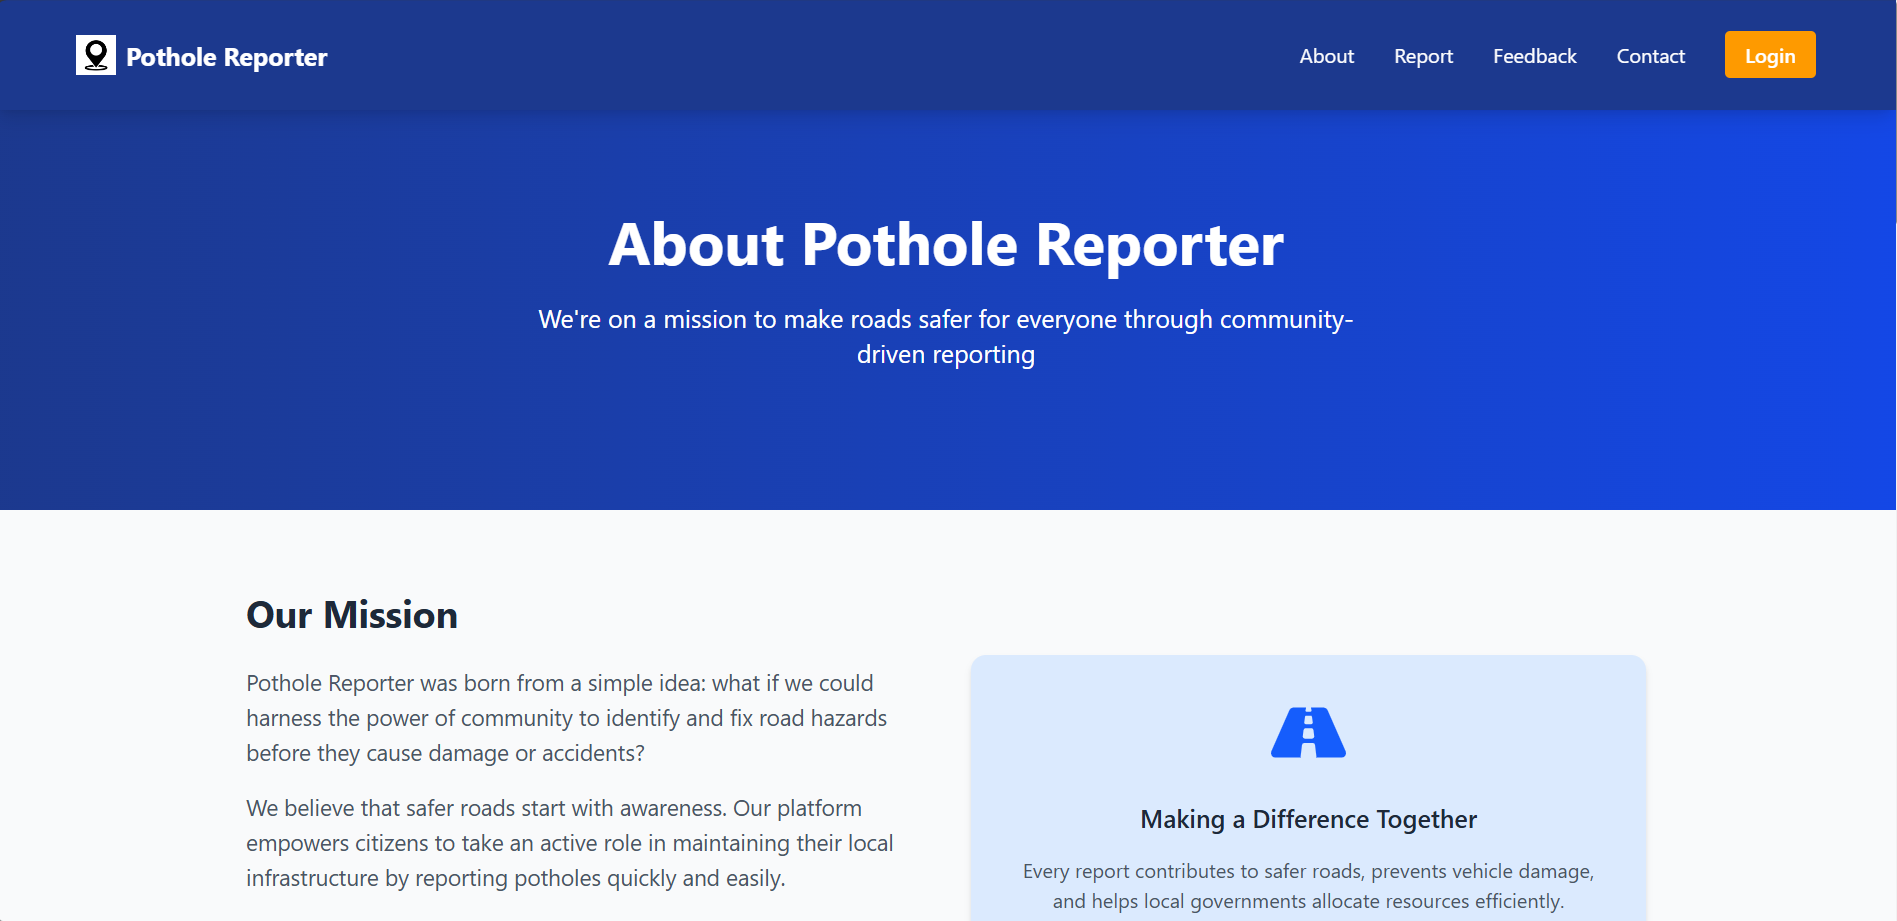 Pothole Reporter
About
Report
Feedback
Contact
Login
About Pothole Reporter
We're on a mission to make roads safer for everyone through community-
driven reporting
Our Mission
Pothole Reporter was born from a simple idea: what if we could
harness the power of community to identify and fix road hazards
before they cause damage or accidents?
We believe that safer roads start with awareness. Our platform
empowers citizens to take an active role in maintaining their local
infrastructure by reporting potholes quickly and easily.
Making a Difference Together
Every report contributes to safer roads, prevents vehicle damage,
and helps local governments allocate resources efficiently.